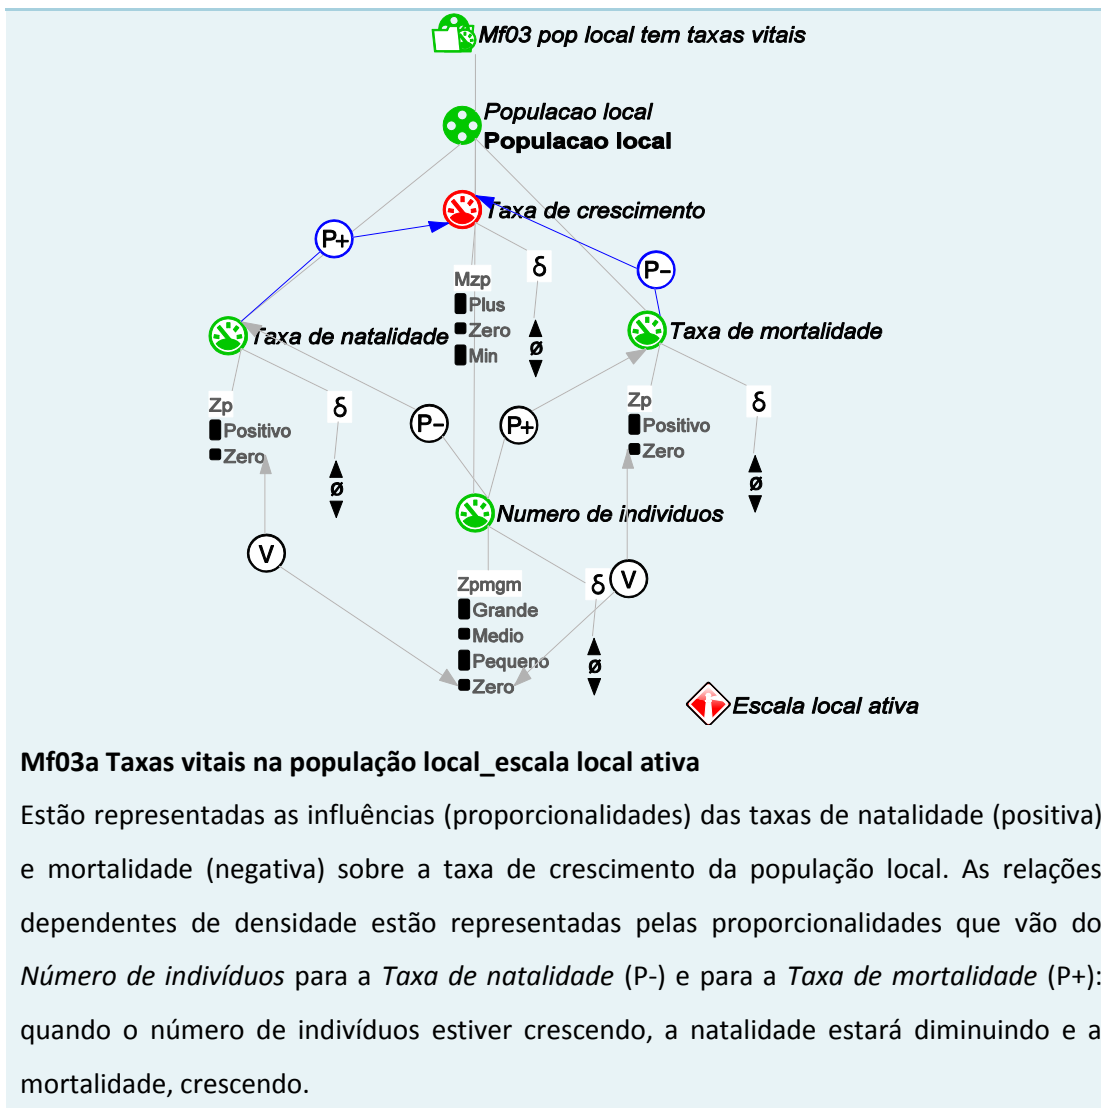 Mf03 pop local tem taxas vitais
Populacao local
Populacao local
Taxa de crescimento
P+
P-
δ
Mzp
Plus
Zero
Min
ø
Taxa de natalidade
Taxa de mortalidade
Zp
Positivo
Zero
δ
ø
P-
P+
Zp
Positivo
Zero
δ
ø
Numero de individuos
V
V
Zpmgm
Grande
Medio
Pequeno
Zero
δ
ø
Escala local ativa
Mf03a Taxas vitais na população local_escala local ativa
Estão representadas as influências (proporcionalidades) das taxas de natalidade (positiva)
e mortalidade (negativa) sobre a taxa de crescimento da população local. As relações
dependentes de densidade estão representadas pelas proporcionalidades que vão do
Número de indivíduos para a Taxa de natalidade (P-) e para a Taxa de mortalidade (P+):
quando o número de indivíduos estiver crescendo, a natalidade estará diminuindo e a
mortalidade, crescendo.